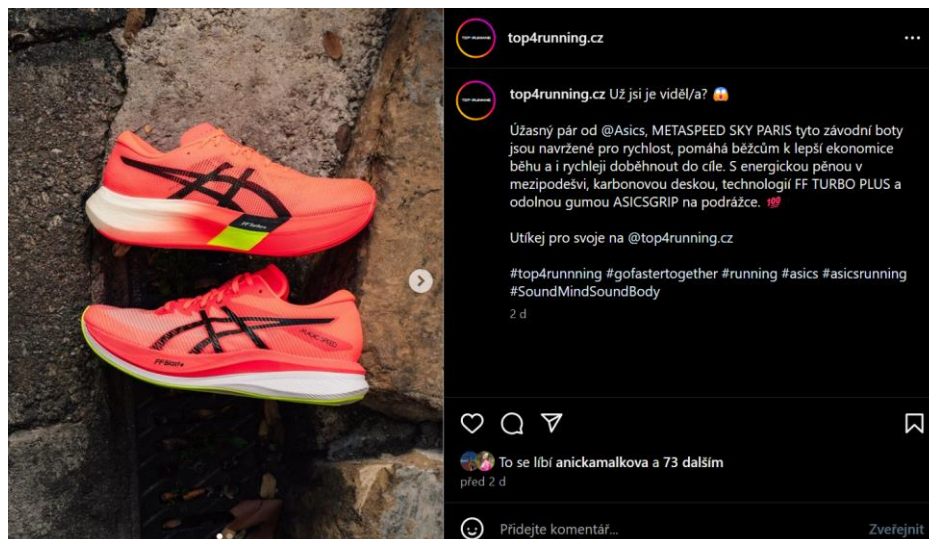 top4running.cz
top4running.cz Už jsi je viděl/a? 😱
Úžasný pár od @Asics, METASPEED SKY PARIS tyto závodní boty
jsou navržené pro rychlost, pomáhá běžcům k lepší ekonomice
běhu a i rychleji doběhnout do cíle. S energickou pěnou v
mezipodešvi, karbonovou deskou, technologií FF TURBO PLUS a
odolnou gumou ASICSGRIP na podrážce. 💯
Utíkej pro svoje na @top4running.cz
#top4runnning #gofastertogether #running #asics #asicsrunning
#SoundMindSoundBody
2 d
To se líbí anickamalkova a 73 dalším
před 2 d
Přidejte komentář...
Zveřejnit
MAGIC SPEED